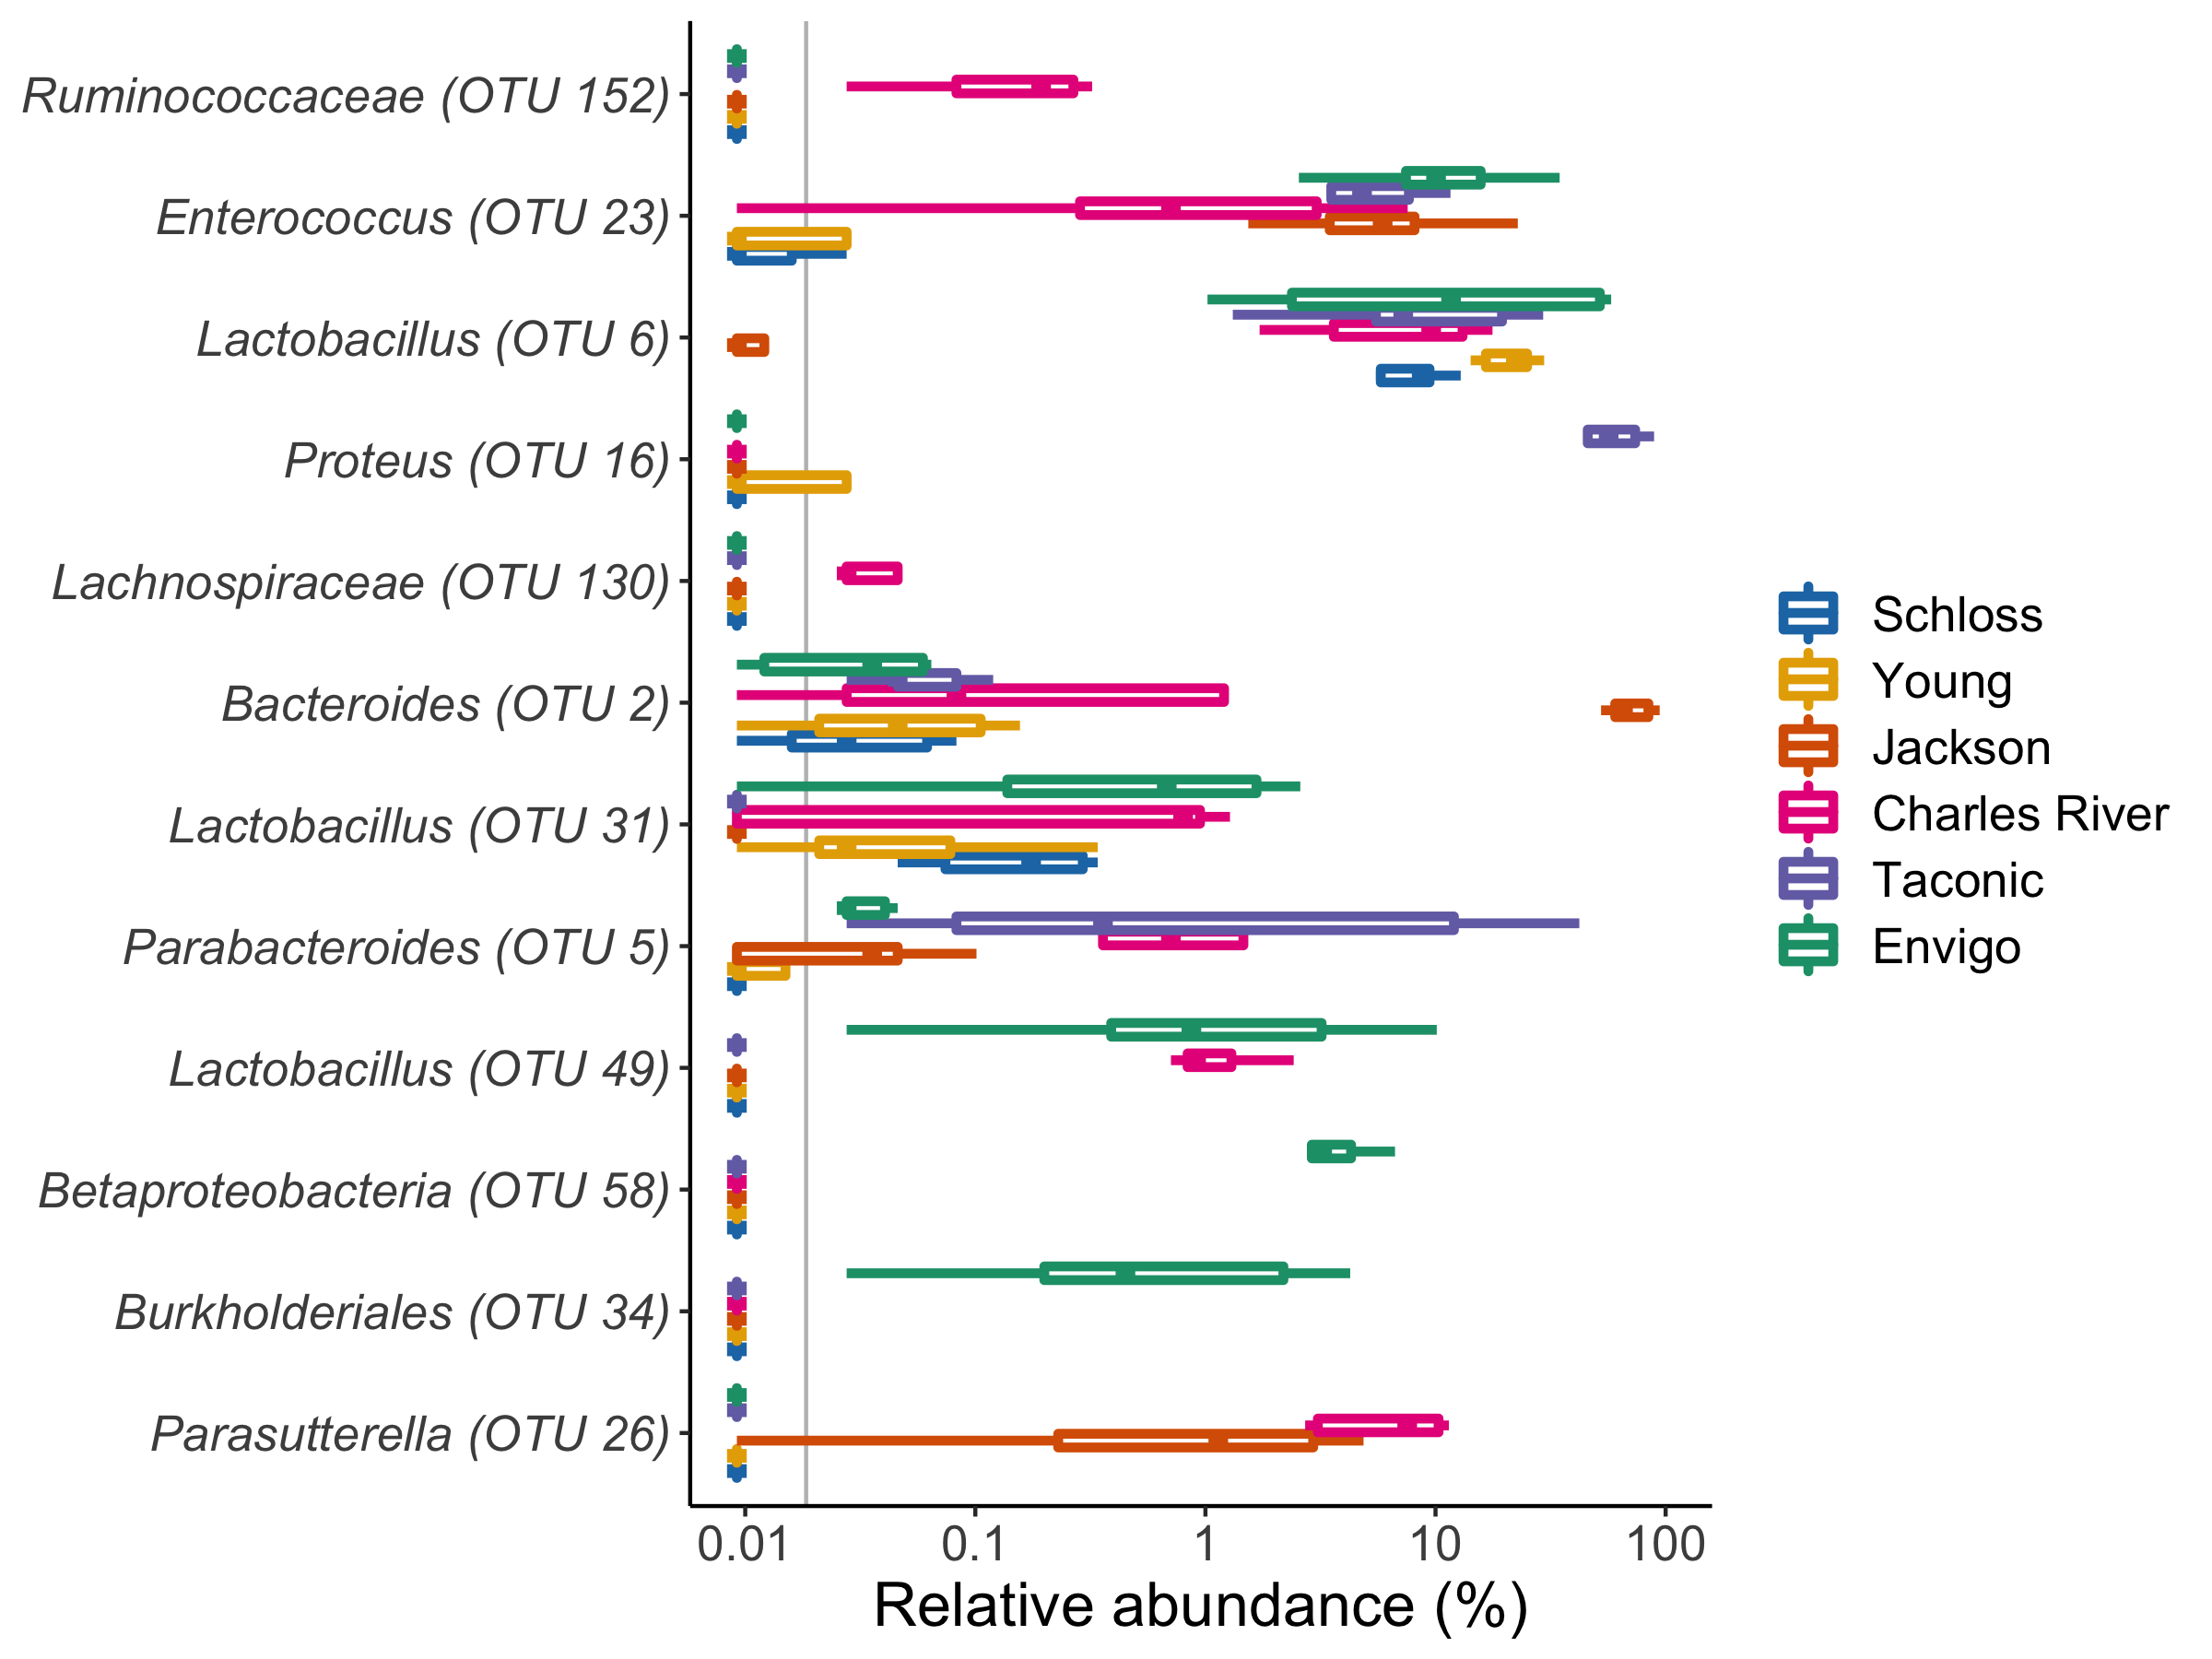 Ruminococcaceae (OTU 152)
Enterococcus (OTU 23)
Lactobacillus (OTU 6)
Proteus (OTU 16)
Lachnospiraceae (OTU 130)
Bacteroides (OTU 2)
Lactobacillus (OTU 31)
Parabacteroides (OTU 5)
Lactobacillus (OTU 49)
Betaproteobacteria (OTU 58)
Burkholderiales (OTU 34)
Parasutterella (OTU 26)
0.01 0.1 1 10 100
Relative abundance (%)
Schloss
Young
Jackson
Charles River
Taconic
Envigo